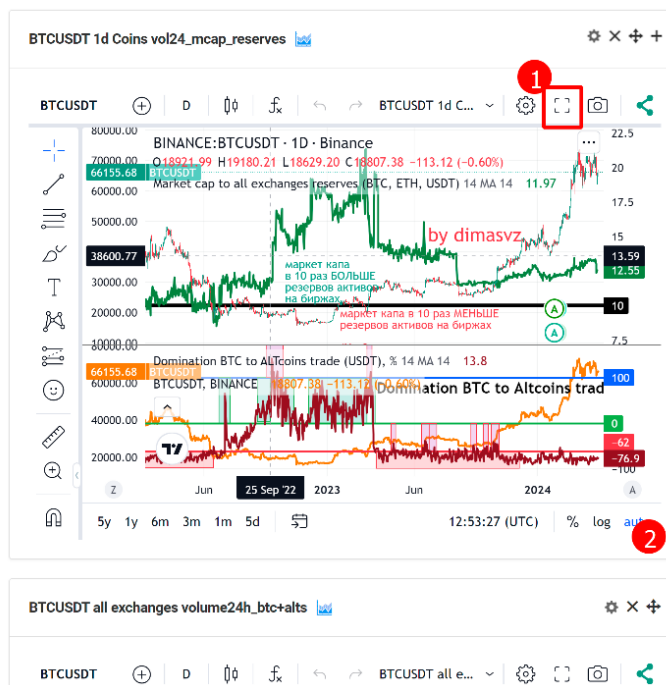 BTCUSDT 1d Coins vol24_mcap_reserves
1
BTCUSDT D fx BTCUSDT 1d C...
80000.00 BINANCE:BTCUSDT · 1D · Binance 22.5
70000.00 O18921.99 H19180.21 L18629.20 C18807.38 −113.12 (−0.60%) 20
66155.68 BTCUSDT
Market cap to all exchanges reserves (BTC, ETH, USDT) 14 MA 14 11.97
60000.00 17.5
50000.00 by dimasvz 15
38600.77 13.59
маркет капа
в 10 раз БОЛЬШЕ
резервов активов
на биржах
30000.00 12.55
маркет капа в 10 раз МЕНЬШЕ
резервов активов на биржах
20000.00 A 10
A
10000.00 7.5
Domination BTC to ALTcoins trade (USDT), % 14 MA 14 13.8
66155.68 BTCUSDT
BTCUSDT, BINANCE 18807.38 −113.12 (−0.60%) 100
60000.00 Domination BTC to Altcoins trad
40000.00 0
−62
20000.00 −76.9
−100
Z Jun 25 Sep '22 2023 Jun 2024 A
5y 1y 6m 3m 1m 5d 12:53:27 (UTC) % log auto
2
BTCUSDT all exchanges volume24h_btc+alts
BTCUSDT D fx BTCUSDT all e...